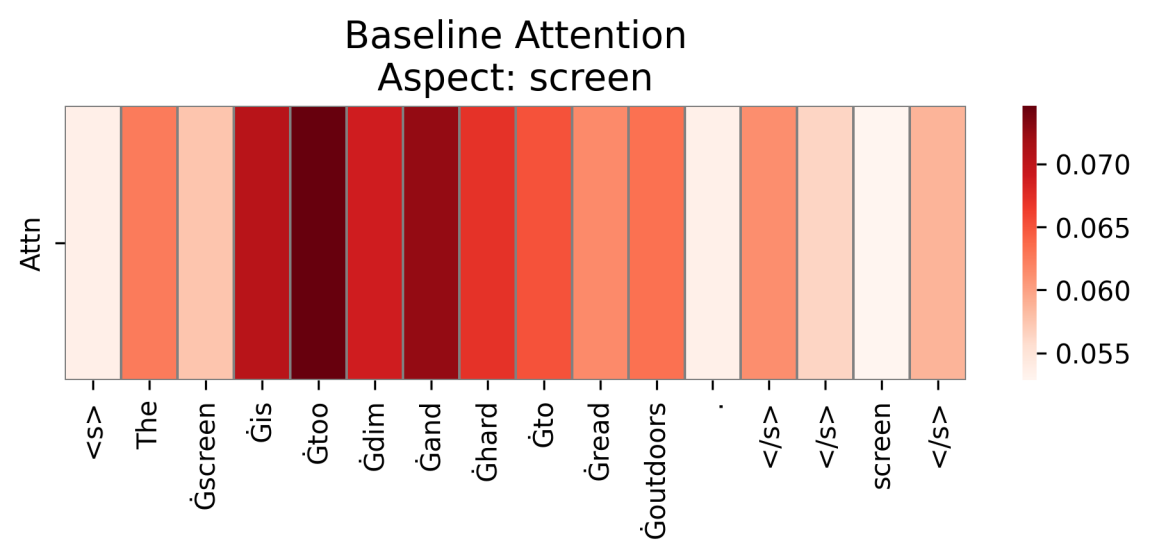 Baseline Attention
Aspect: screen
Attn
<s>
The
Ġscreen
Ġis
Ġtoo
Ġdim
Ġand
Ġhard
Ġto
Ġread
Ġoutdoors
.
</s>
</s>
screen
</s>
0.070
0.065
0.060
0.055